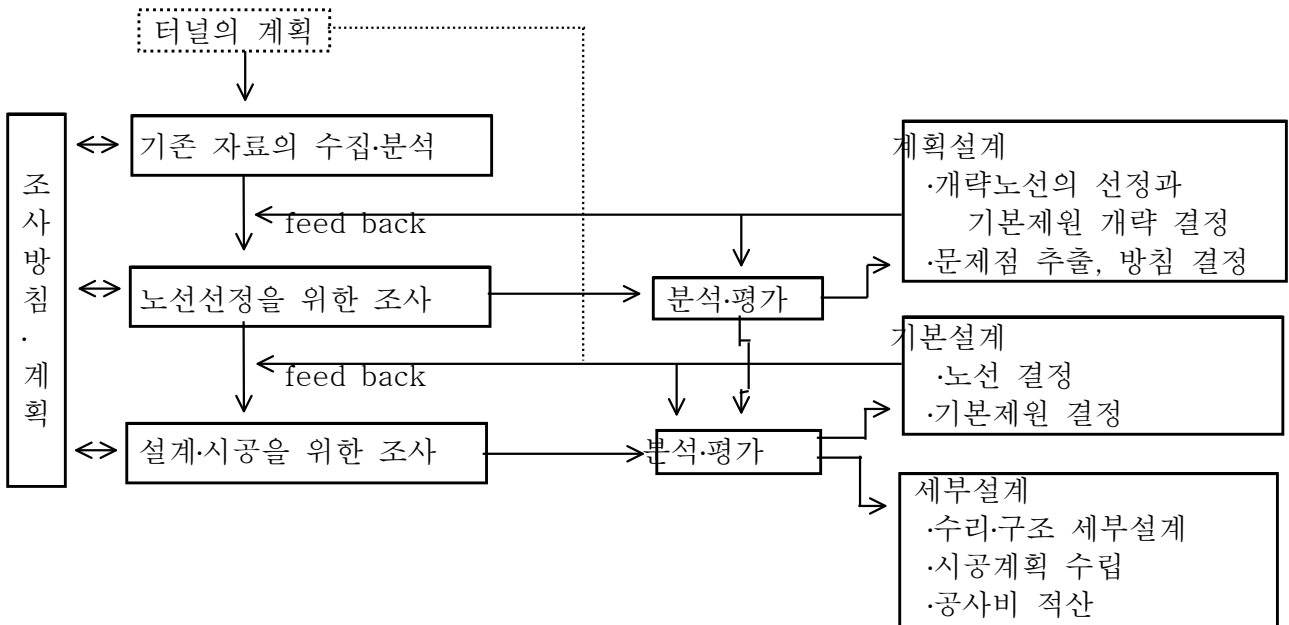 터널의 계획
조사방침·계획
기존 자료의 수집·분석
feed back
노선선정을 위한 조사
feed back
설계·시공을 위한 조사
분석·평가
분석·평가
계획설계
·개략노선의 선정과
기본제원 개략 결정
·문제점 추출, 방침 결정
기본설계
·노선 결정
·기본제원 결정
세부설계
·수리·구조 세부설계
·시공계획 수립
·공사비 적산